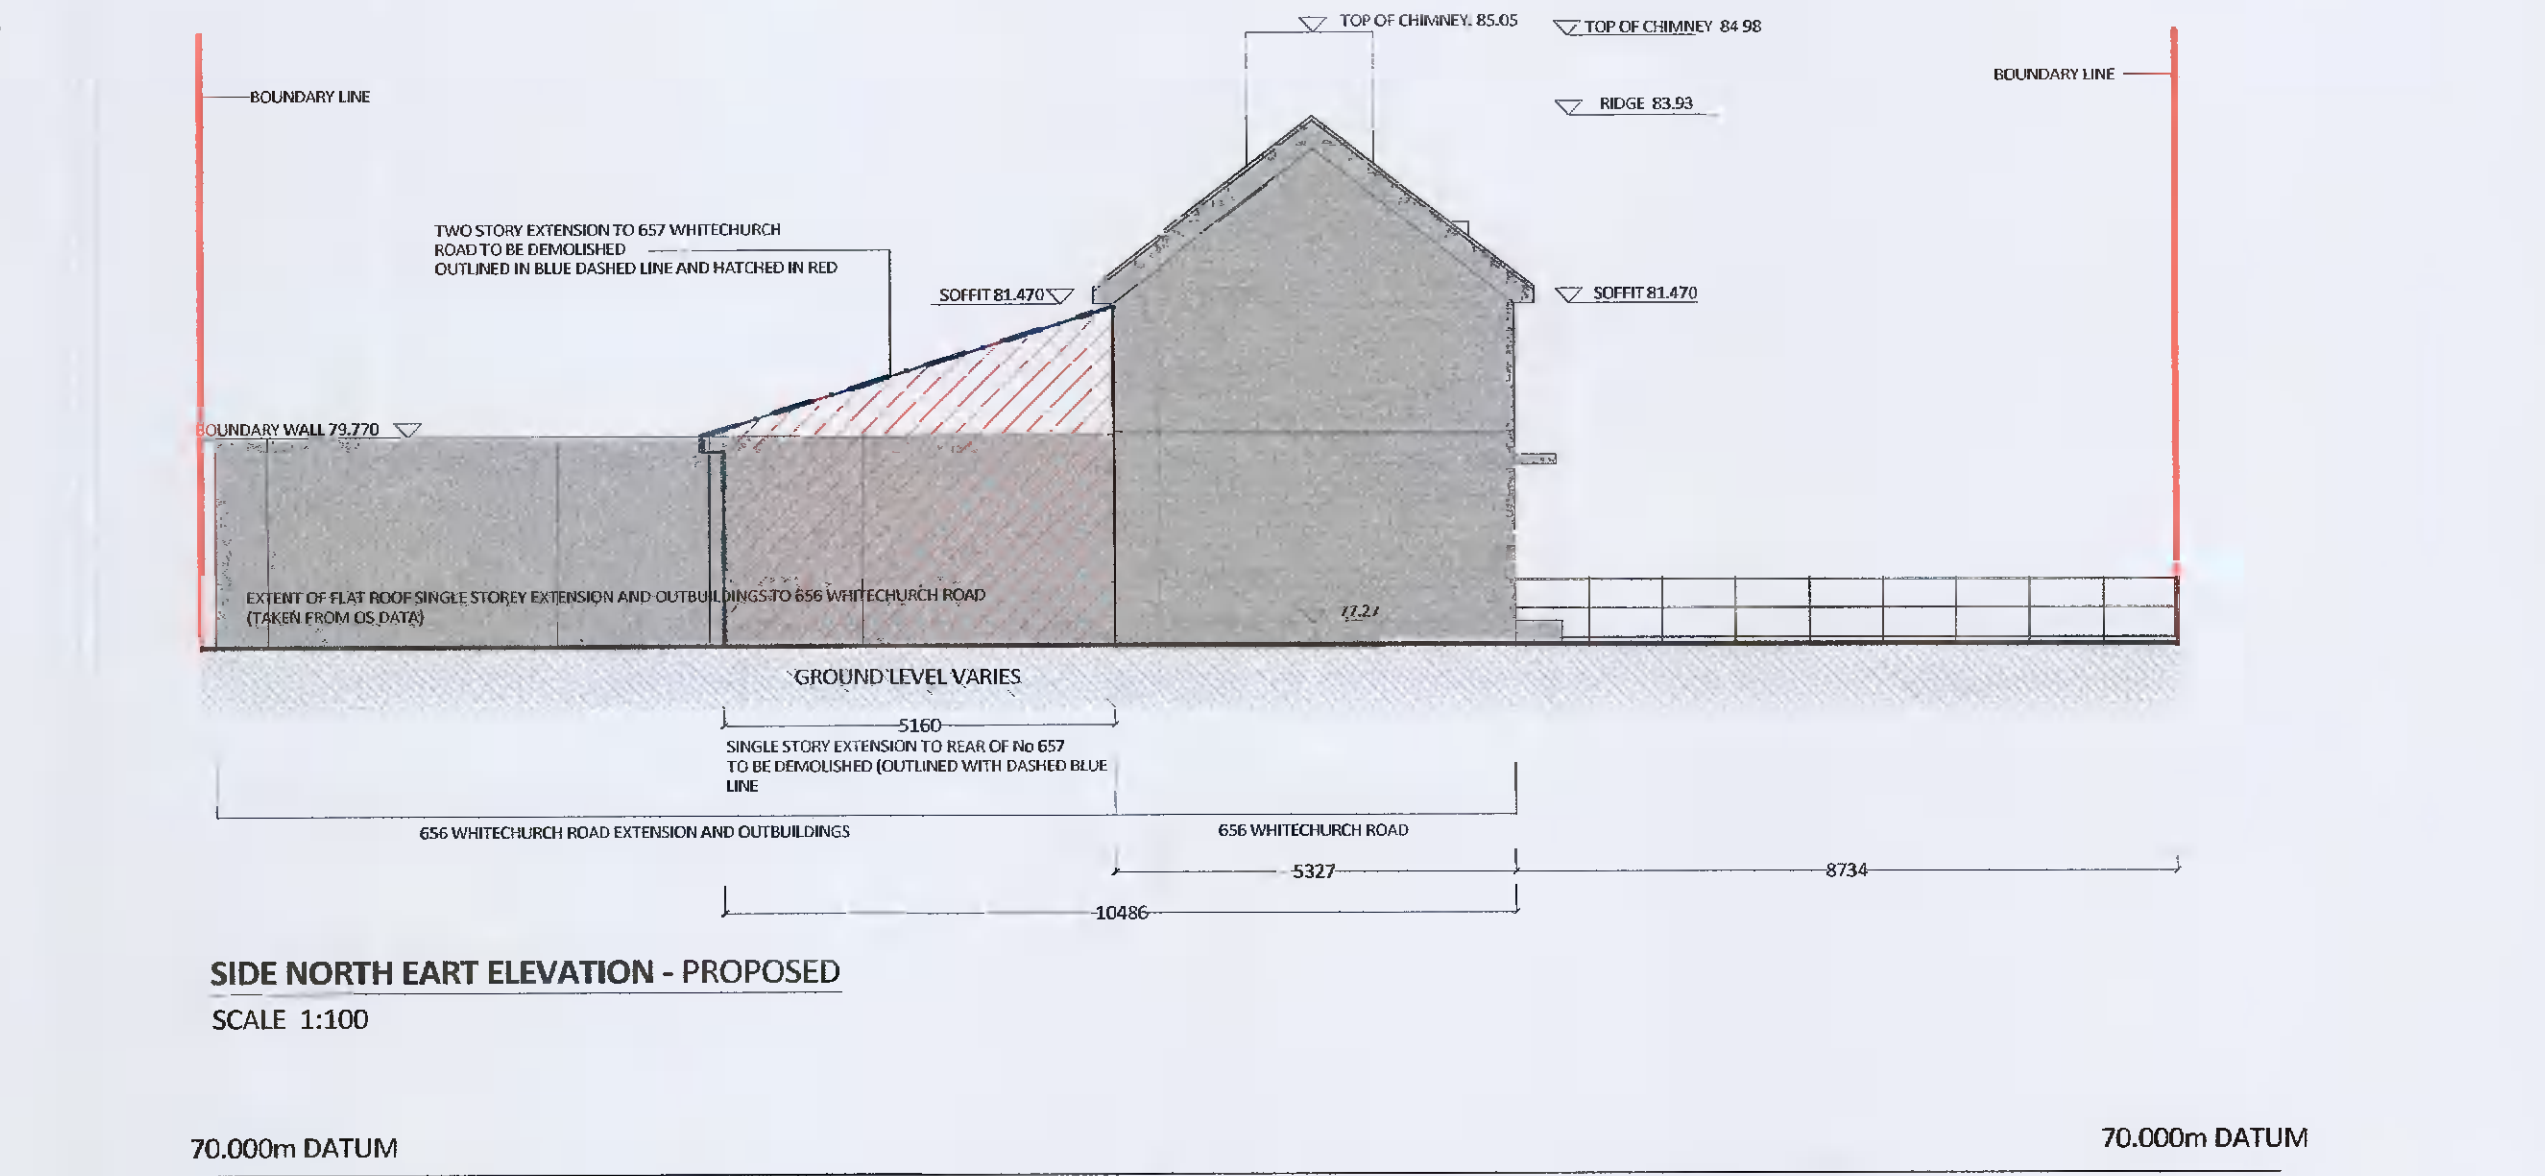 TOP OF CHIMNEY. 85.05
TOP OF CHIMNEY 84 98
BOUNDARY LINE
BOUNDARY LINE
RIDGE 83.93
TWO STORY EXTENSION TO 657 WHITECHURCH
ROAD TO BE DEMOLISHED
OUTLINED IN BLUE DASHED LINE AND HATCHED IN RED
SOFFIT 81.470
SOFFIT 81.470
BOUNDARY WALL 79.770
EXTENT OF FLAT ROOF SINGLE STOREY EXTENSION AND OUTBUILDINGS TO 656 WHITECHURCH ROAD
(TAKEN FROM OS DATA)
GROUND LEVEL VARIES
5160
SINGLE STORY EXTENSION TO REAR OF No 657
TO BE DEMOLISHED (OUTLINED WITH DASHED BLUE
LINE
656 WHITECHURCH ROAD EXTENSION AND OUTBUILDINGS
656 WHITECHURCH ROAD
5327
8734
10486
SIDE NORTH EART ELEVATION - PROPOSED
SCALE 1:100
70.000m DATUM
70.000m DATUM